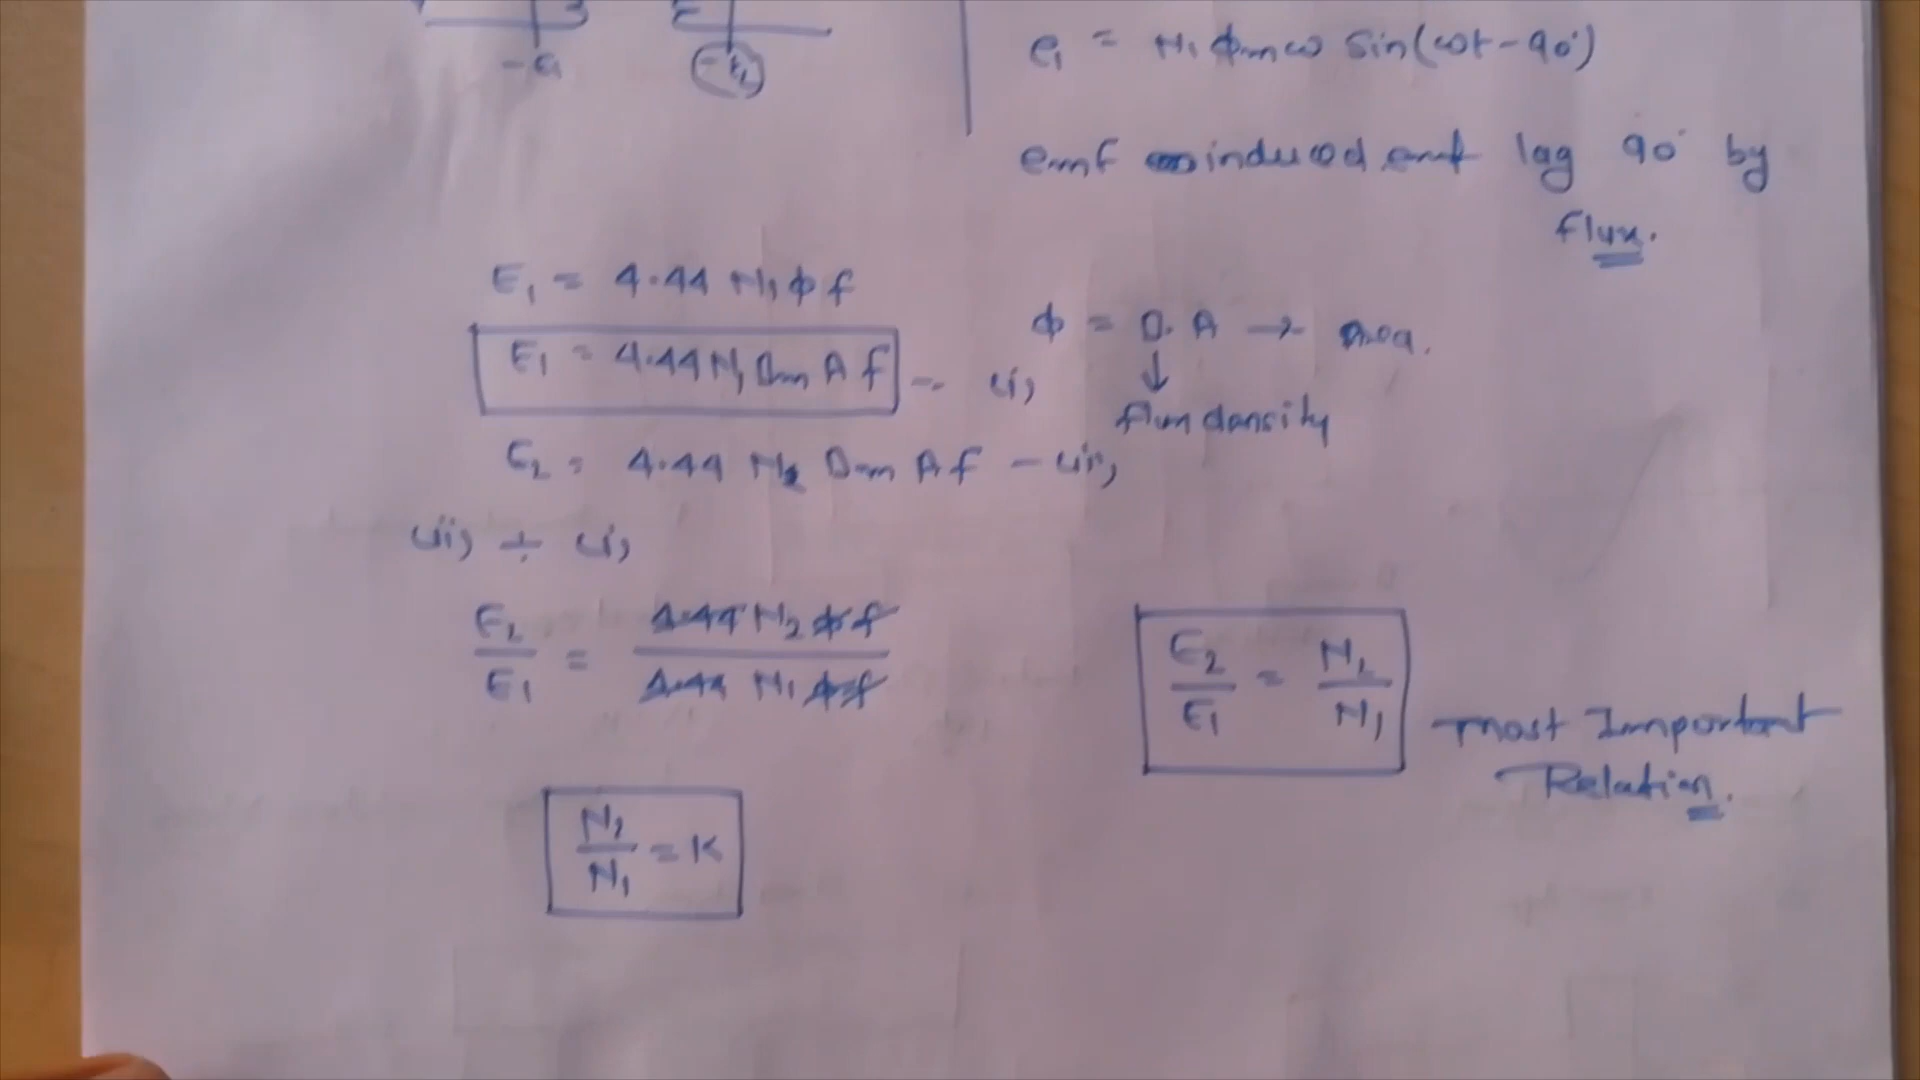 -e₁
-E₂
e₁ = N₁ ϕmω Sin(ωt-90°)
emf induced emf lag 90° by
flux.
E₁ = 4.44 N₁ ϕ f
E₁ = 4.44 N₁ Bm A f - (i)
ϕ = B. A → Area.
↓
flux density
E₂ = 4.44 N₂ Bm A f - (ii)
(ii) ÷ (i)
E₂/E₁ = 4.44 N₂ ϕ f / 4.44 N₁ ϕ f
E₂/E₁ = N₂/N₁
most Important
Relation.
N₂/N₁ = K